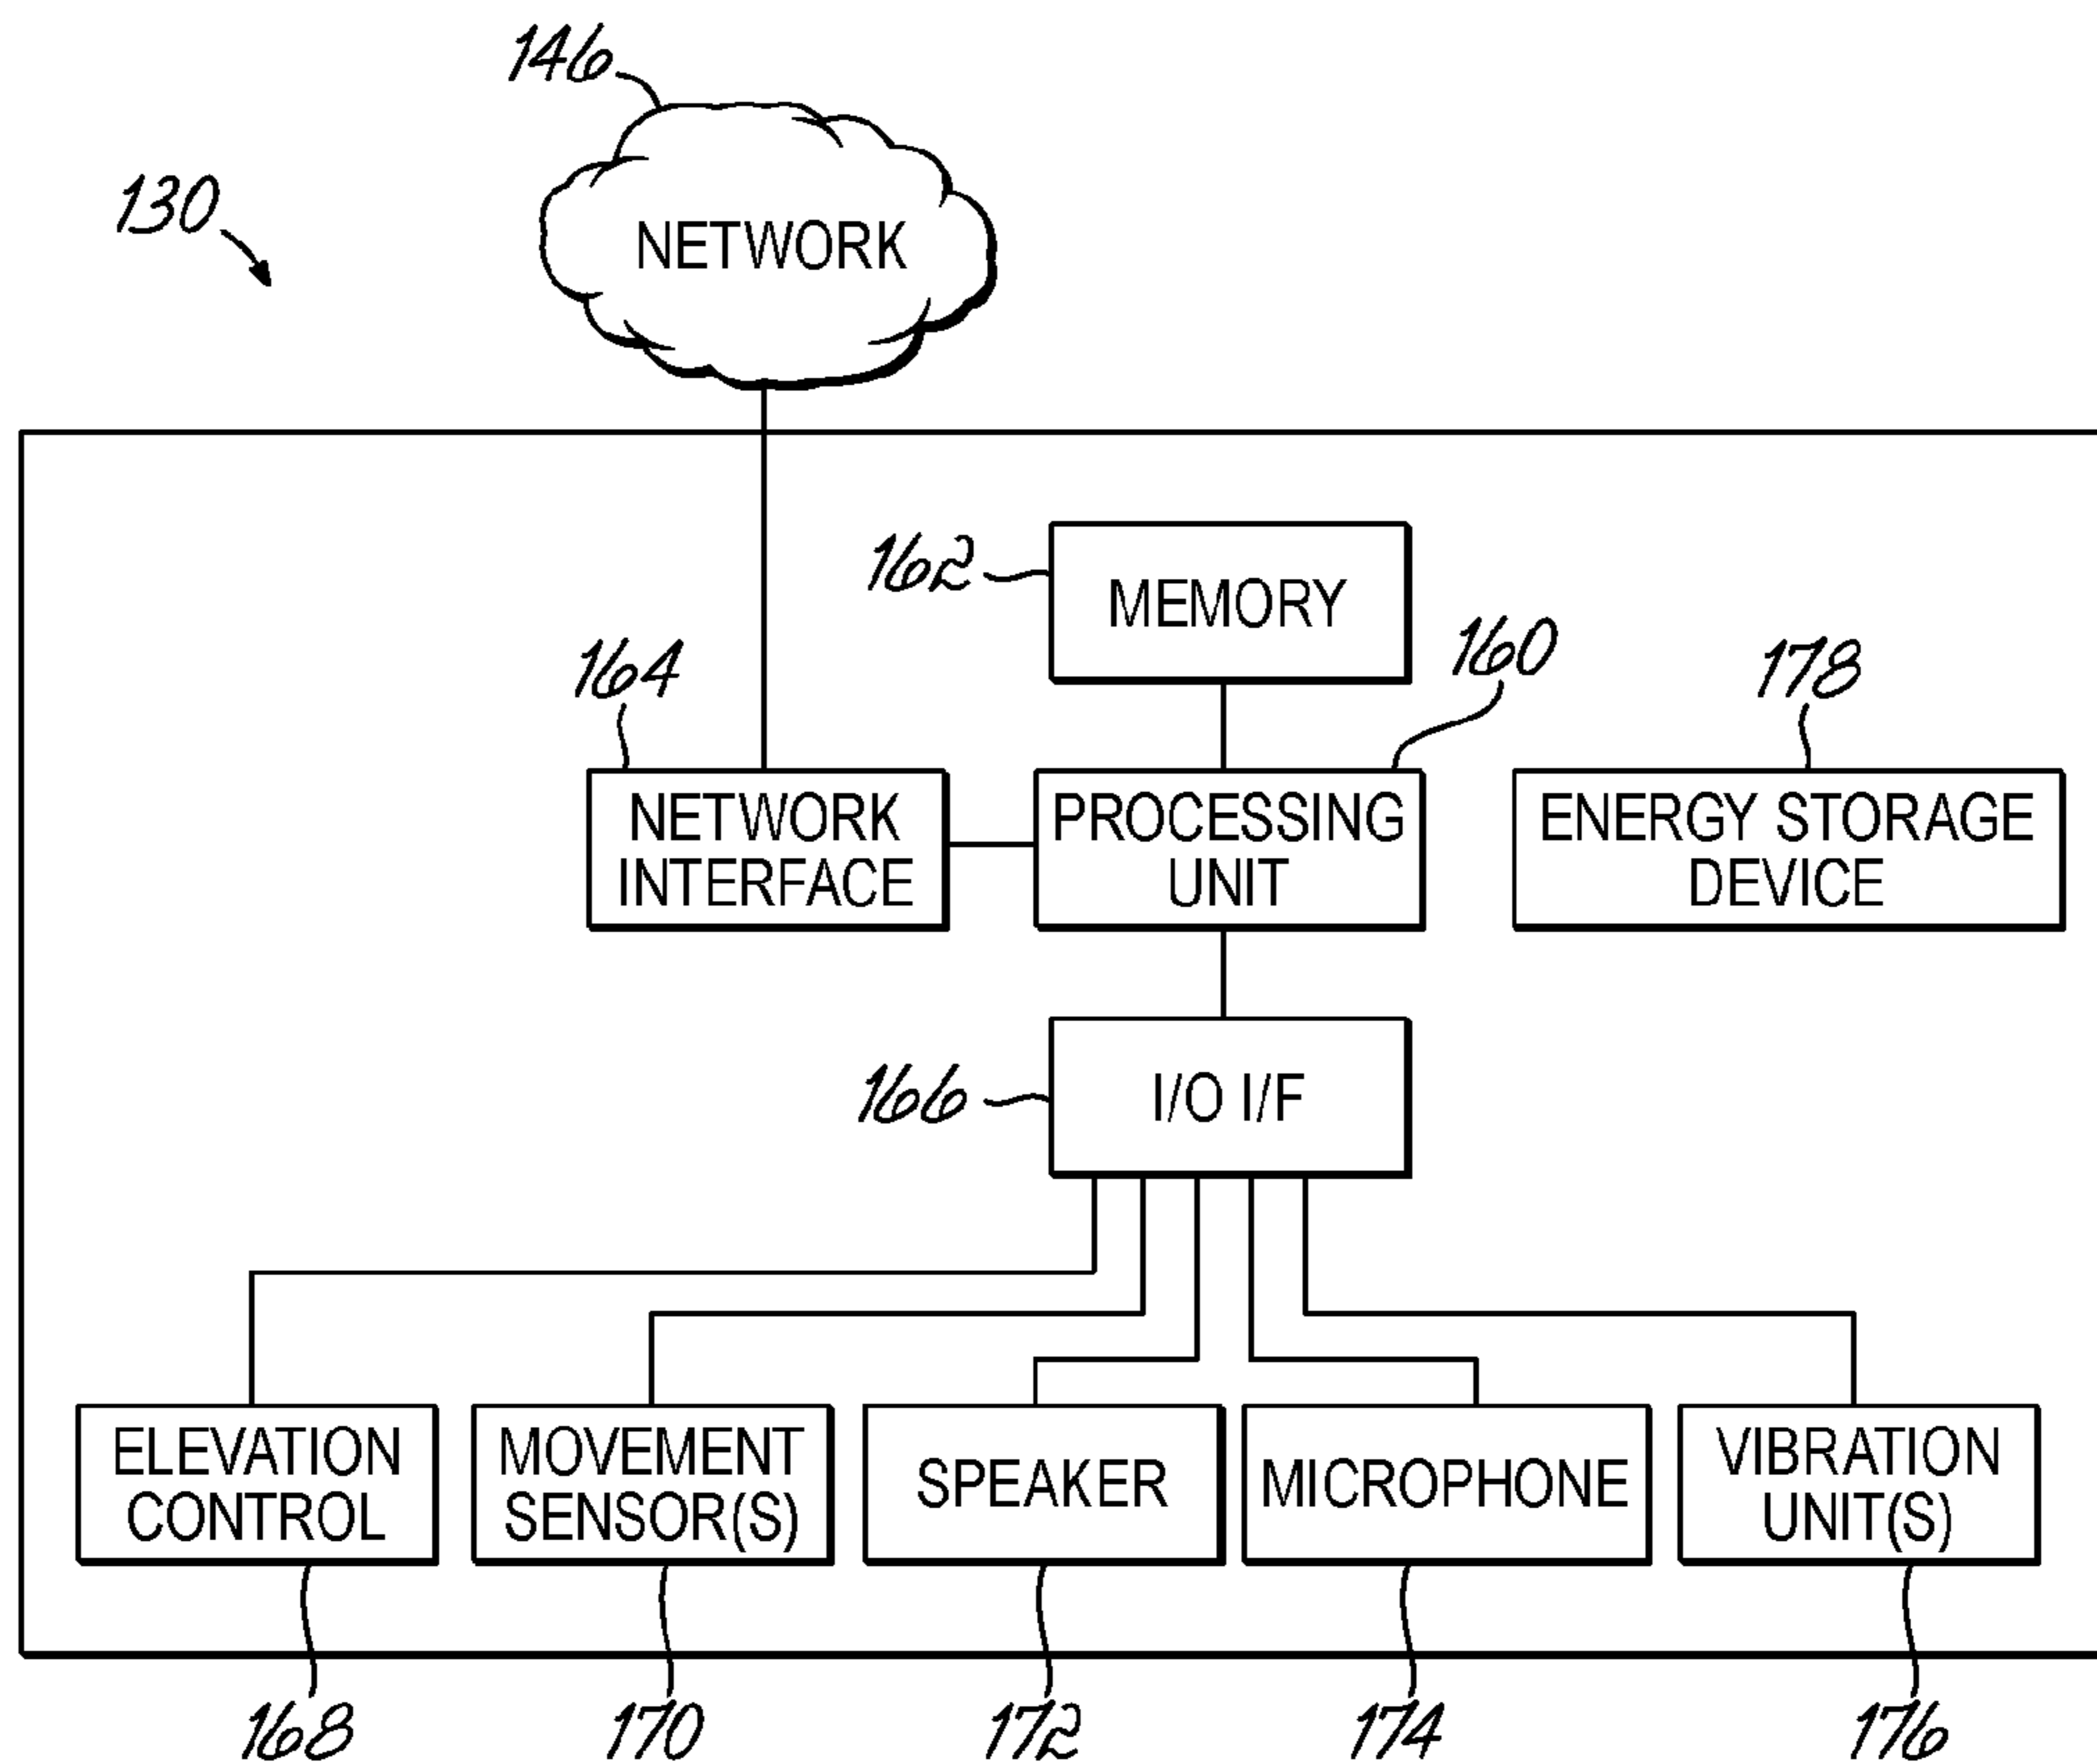 146
130
NETWORK
162
MEMORY
160
164
178
NETWORK
INTERFACE
PROCESSING
UNIT
ENERGY STORAGE
DEVICE
166
I/O I/F
ELEVATION
CONTROL
MOVEMENT
SENSOR(S)
SPEAKER
MICROPHONE
VIBRATION
UNIT(S)
168
170
172
174
176